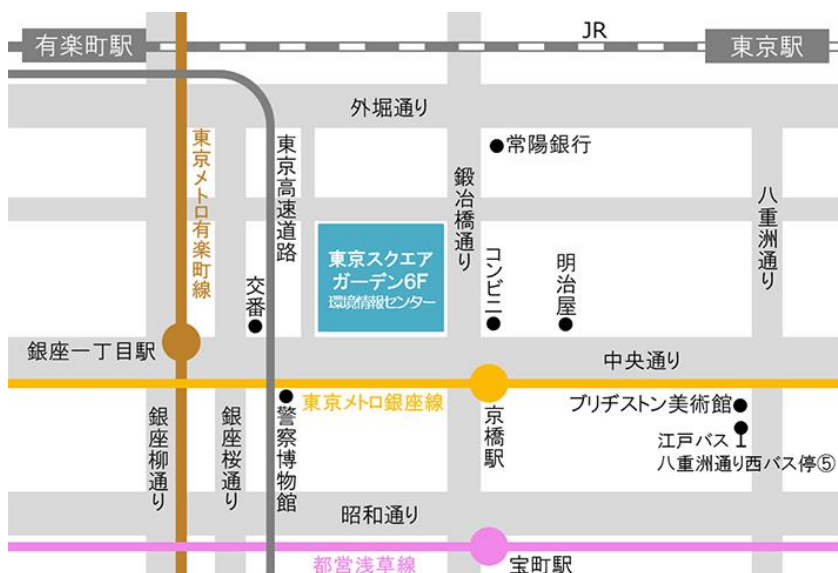 JR
有楽町駅
東京駅
外堀通り
東京メトロ有楽町線
東京高速道路
常陽銀行
鍛冶橋通り
八重洲通り
東京スクエア
ガーデン6F
環境情報センター
交番
コンビニ
明治屋
銀座一丁目駅
中央通り
東京メトロ銀座線
京橋駅
ブリヂストン美術館
江戸バス
八重洲通り西バス停⑤
銀座柳通り
銀座桜通り
警察博物館
昭和通り
都営浅草線
宝町駅